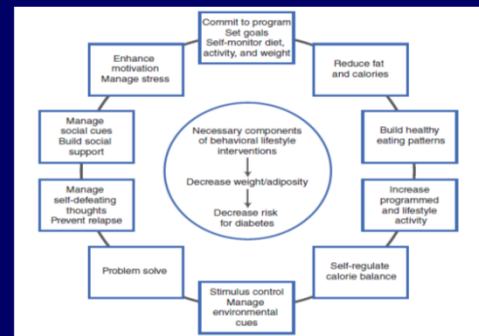 Commit to program
Set goals
Self-monitor diet,
activity, and weight
Reduce fat
and calories
Build healthy
eating patterns
Increase
programmed
and lifestyle
activity
Self-regulate
calorie balance
Stimulus control
Manage
environmental
cues
Problem solve
Manage
self-defeating
thoughts
Prevent relapse
Manage
social cues
Build social
support
Enhance
motivation
Manage stress
Necessary components
of behavioral lifestyle
interventions
Decrease weight/adiposity
Decrease risk
for diabetes